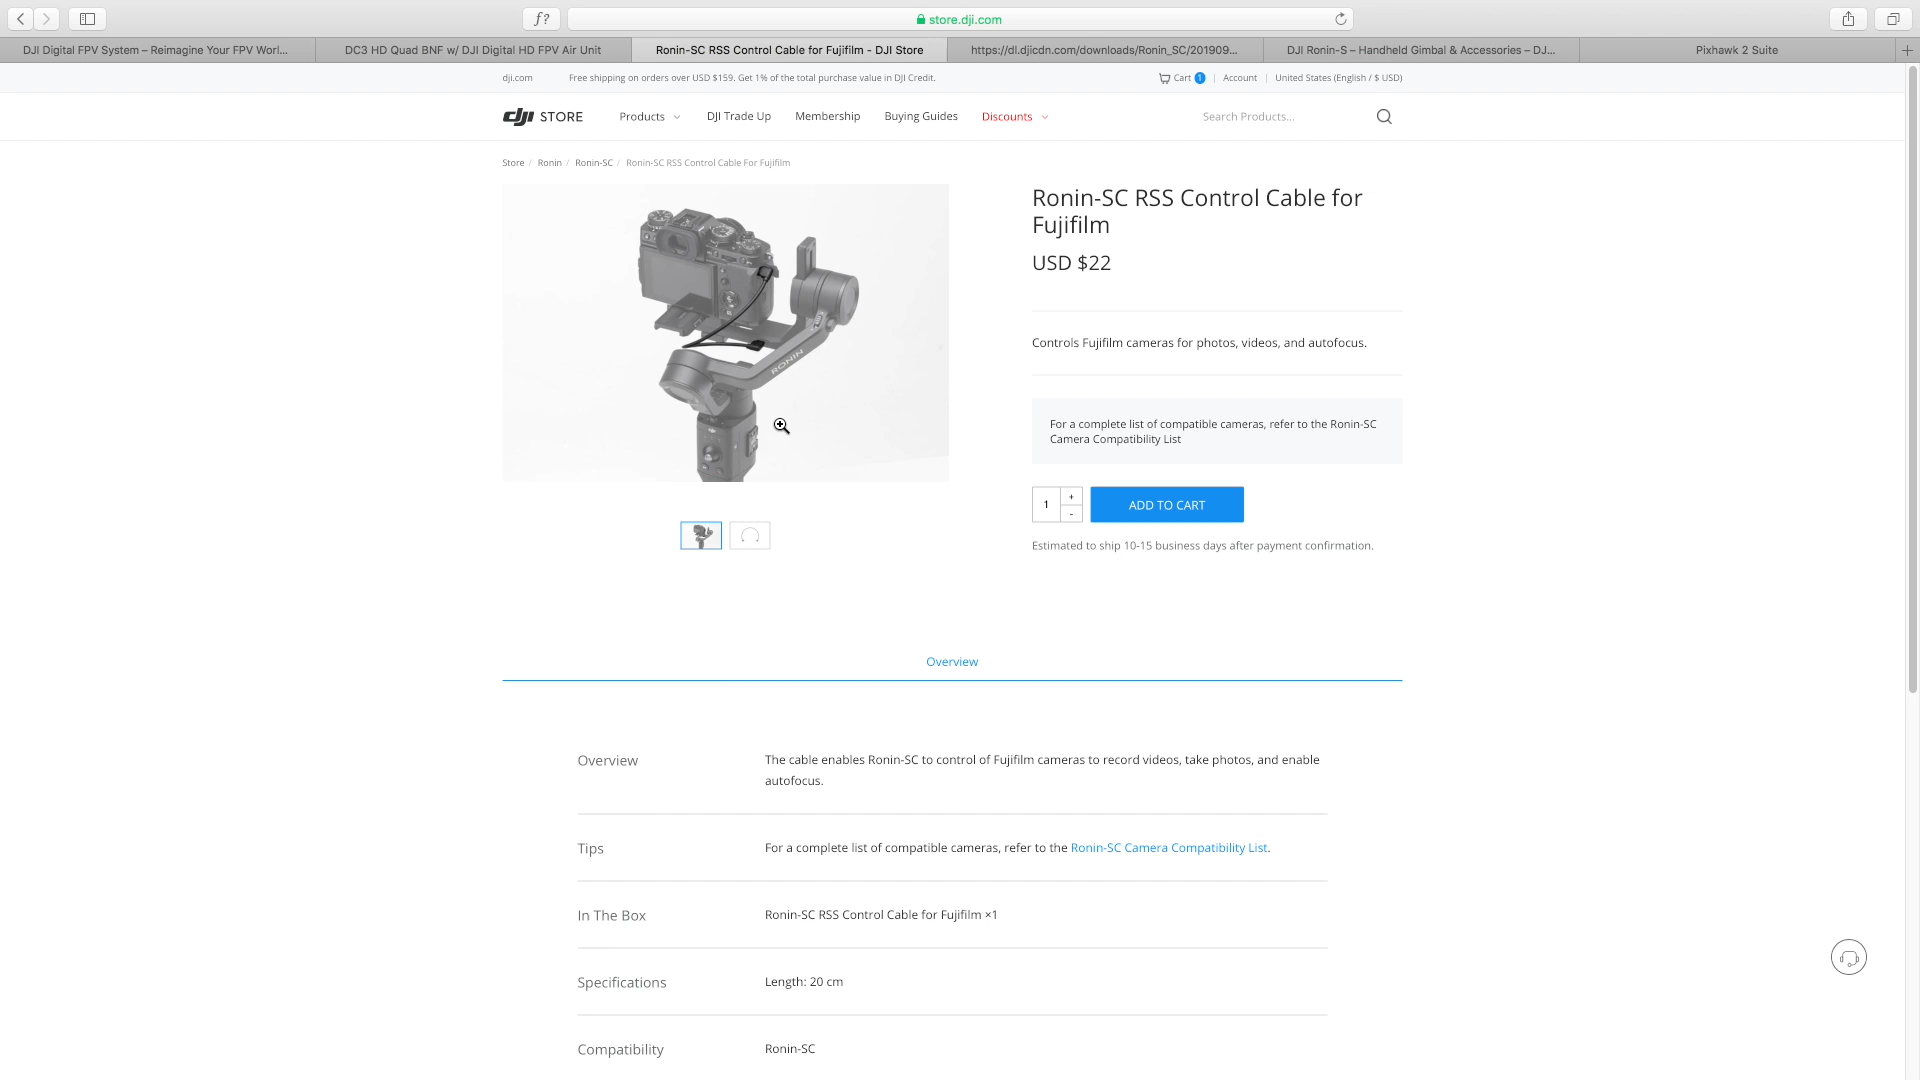 ƒ?
store.dji.com
DJI Digital FPV System – Reimagine Your FPV Worl...
DC3 HD Quad BNF w/ DJI Digital HD FPV Air Unit
Ronin-SC RSS Control Cable for Fujifilm - DJI Store
https://dl.djicdn.com/downloads/Ronin_SC/201909...
DJI Ronin-S – Handheld Gimbal & Accessories – DJ...
Pixhawk 2 Suite
dji.com
Free shipping on orders over USD $159. Get 1% of the total purchase value in DJI Credit.
Cart 1
Account
United States (English / $ USD)
dji STORE
Products
DJI Trade Up
Membership
Buying Guides
Discounts
Search Products...
Store / Ronin / Ronin-SC / Ronin-SC RSS Control Cable For Fujifilm
RONIN
Ronin-SC RSS Control Cable for
Fujifilm
USD $22
Controls Fujifilm cameras for photos, videos, and autofocus.
For a complete list of compatible cameras, refer to the Ronin-SC
Camera Compatibility List
1
+
-
ADD TO CART
Estimated to ship 10-15 business days after payment confirmation.
Overview
Overview
The cable enables Ronin-SC to control of Fujifilm cameras to record videos, take photos, and enable
autofocus.
Tips
For a complete list of compatible cameras, refer to the Ronin-SC Camera Compatibility List.
In The Box
Ronin-SC RSS Control Cable for Fujifilm ×1
Specifications
Length: 20 cm
Compatibility
Ronin-SC